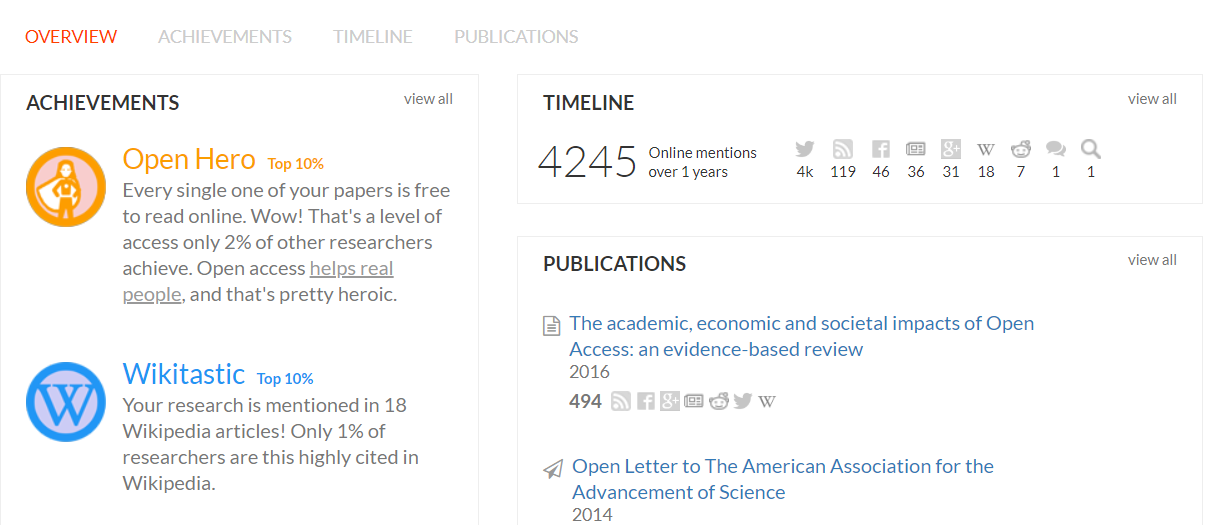 OVERVIEW ACHIEVEMENTS TIMELINE PUBLICATIONS
ACHIEVEMENTS view all
Open Hero Top 10%
Every single one of your papers is free
to read online. Wow! That's a level of
access only 2% of other researchers
achieve. Open access helps real
people, and that's pretty heroic.
Wikitastic Top 10%
Your research is mentioned in 18
Wikipedia articles! Only 1% of
researchers are this highly cited in
Wikipedia.
TIMELINE view all
4245 Online mentions
over 1 years
4k 119 46 36 31 18 7 1 1
PUBLICATIONS view all
The academic, economic and societal impacts of Open
Access: an evidence-based review
2016
494
Open Letter to The American Association for the
Advancement of Science
2014